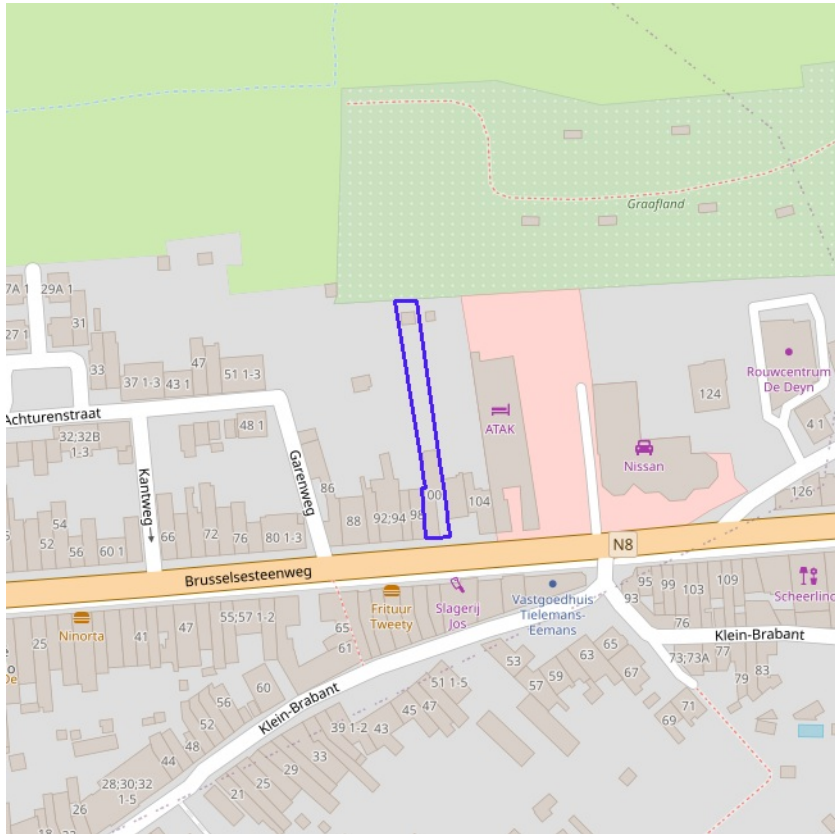 Graafland
7A 1
29A 1
27 1
31
33
37 1-3
43 1
47
51 1-3
Rouwcentrum
De Deyn
124
4 1
ATAK
Nissan
Achturenstraat
48 1
32;32B
1-3
Garenweg
Kantweg
86
104
126
88
92;94
98
54
52
56
60 1
66
72
76
80 1-3
N8
Brusselsesteenweg
95
99
103
109
93
Scheerlinc
Frituur
Tweety
Slagerij
Jos
Vastgoedhuis
Tielemans-
Eemans
Ninorta
25
41
47
55;57 1-2
65
61
76
Klein-Brabant
73;73A
77
79
83
53
57
59
63
65
67
69
71
De
60
56
52
48
44
Klein-Brabant
51 1-5
45
47
43
39 1-2
33
29
25
21
28;30;32
1-5
26